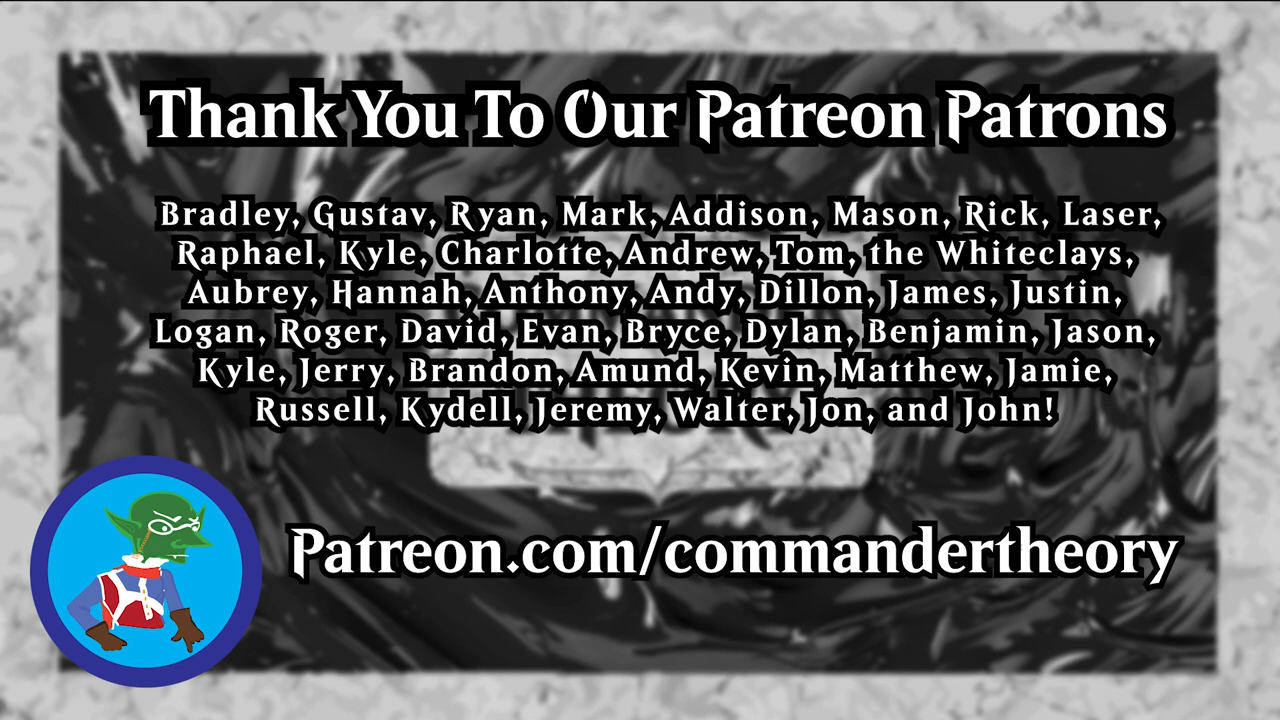 Thank You To Our Patreon Patrons
Bradley, Gustav, Ryan, Mark, Addison, Mason, Rick, Laser,
Raphael, Kyle, Charlotte, Andrew, Tom, the Whiteclays,
Aubrey, Hannah, Anthony, Andy, Dillon, James, Justin,
Logan, Roger, David, Evan, Bryce, Dylan, Benjamin, Jason,
Kyle, Jerry, Brandon, Amund, Kevin, Matthew, Jamie,
Russell, Kydell, Jeremy, Walter, Jon, and John!
Patreon.com/commandertheory